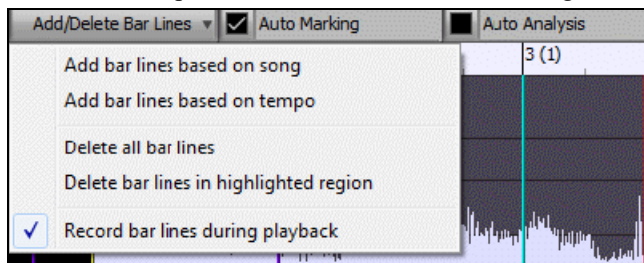 Add/Delete Bar Lines Auto Marking Auto Analysis
3 (1)
Add bar lines based on song
Add bar lines based on tempo
Delete all bar lines
Delete bar lines in highlighted region
Record bar lines during playback